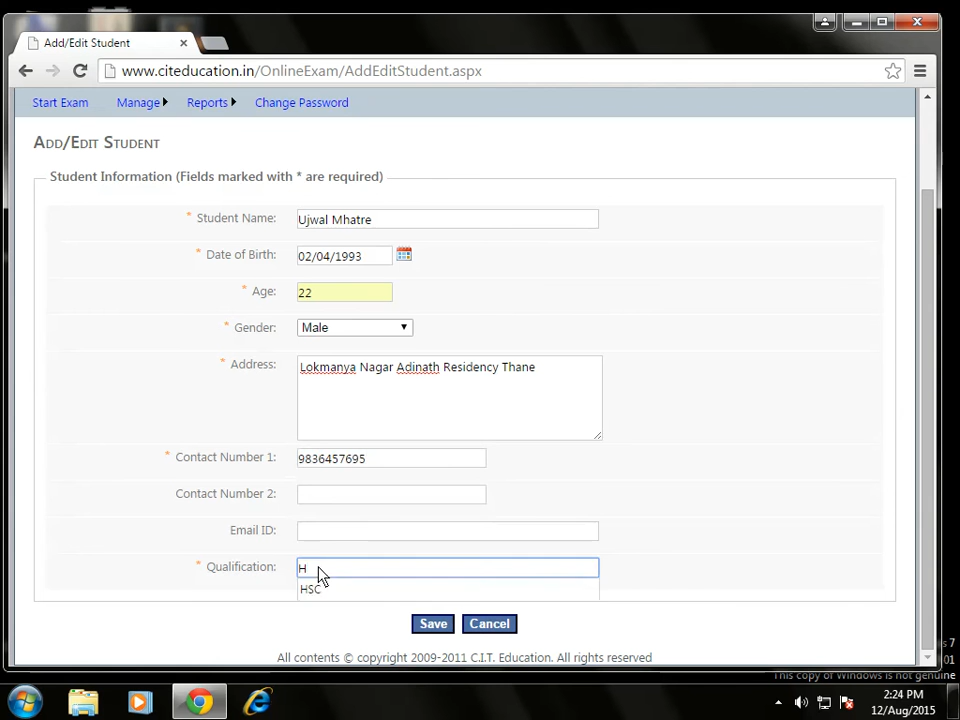 Add/Edit Student
www.citeducation.in/OnlineExam/AddEditStudent.aspx
Start Exam Manage Reports Change Password
Add/Edit Student
Student Information (Fields marked with * are required)
* Student Name: Ujwal Mhatre
* Date of Birth: 02/04/1993
* Age: 22
* Gender: Male
* Address: Lokmanya Nagar Adinath Residency Thane
* Contact Number 1: 9836457695
Contact Number 2:
Email ID:
* Qualification: H
HSC
Save Cancel
All contents © copyright 2009-2011 C.I.T. Education. All rights reserved
s 7
01
This copy of Windows is not genuine
2:24 PM
12/Aug/2015